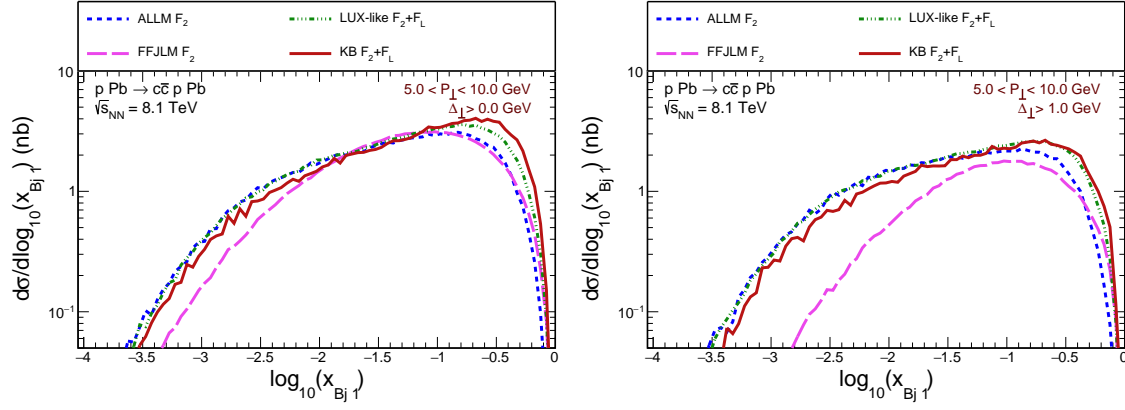 ALLM F2 LUX-like F2+FL
FFJLM F2 KB F2+FL
10
p Pb → cc̅ p Pb 5.0 < P⊥ < 10.0 GeV
√sNN = 8.1 TeV Δ⊥ > 0.0 GeV
1
10−1
dσ/dlog10(xBj 1) (nb)
−4 −3.5 −3 −2.5 −2 −1.5 −1 −0.5 0
log10(xBj 1)
ALLM F2 LUX-like F2+FL
FFJLM F2 KB F2+FL
10
p Pb → cc̅ p Pb 5.0 < P⊥ < 10.0 GeV
√sNN = 8.1 TeV Δ⊥ > 1.0 GeV
1
10−1
dσ/dlog10(xBj 1) (nb)
−4 −3.5 −3 −2.5 −2 −1.5 −1 −0.5 0
log10(xBj 1)